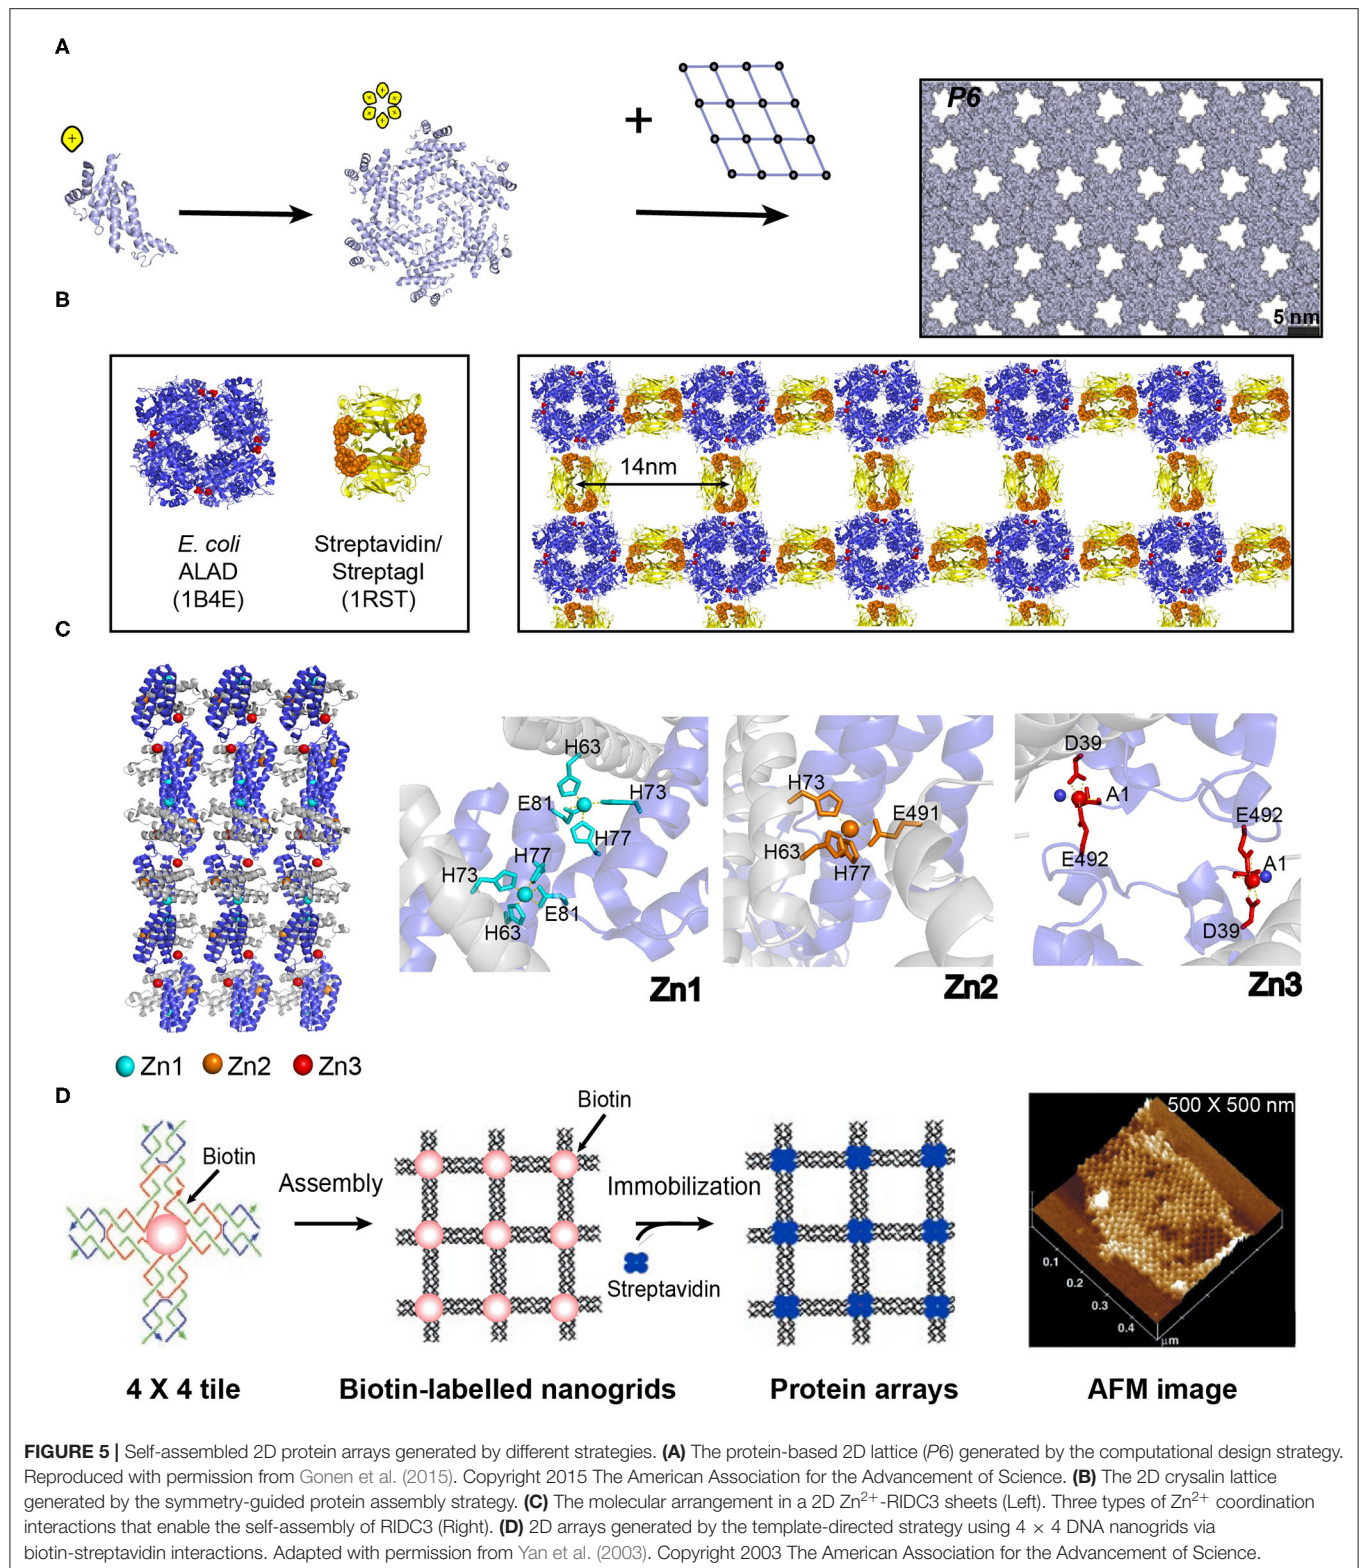 A
+
P6
5 nm
B
E. coli
ALAD
(1B4E)
Streptavidin/
StreptagI
(1RST)
14nm
C
H63
E81
H73
H77
H77
H73
E81
H63
Zn1
H73
E491
H63
H77
Zn2
D39
A1
E492
E492
A1
D39
Zn3
Zn1 Zn2 Zn3
D
Biotin
Assembly
Biotin
Immobilization
Streptavidin
500 X 500 nm
0.1
0.2
0.3
0.4
µm
4 X 4 tile
Biotin-labelled nanogrids
Protein arrays
AFM image
FIGURE 5 | Self-assembled 2D protein arrays generated by different strategies. (A) The protein-based 2D lattice (P6) generated by the computational design strategy.
Reproduced with permission from Gonen et al. (2015). Copyright 2015 The American Association for the Advancement of Science. (B) The 2D crysalin lattice
generated by the symmetry-guided protein assembly strategy. (C) The molecular arrangement in a 2D Zn²⁺-RIDC3 sheets (Left). Three types of Zn²⁺ coordination
interactions that enable the self-assembly of RIDC3 (Right). (D) 2D arrays generated by the template-directed strategy using 4 × 4 DNA nanogrids via
biotin-streptavidin interactions. Adapted with permission from Yan et al. (2003). Copyright 2003 The American Association for the Advancement of Science.